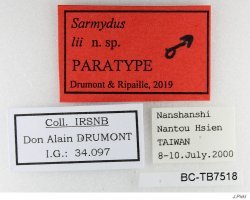 Sarmydus
lii n. sp.
PARATYPE
Drumont & Ripaille, 2019
Coll. IRSNB
Don Alain DRUMONT
I.G.: 34.097
Nanshanshi
Nantou Hsien
TAIWAN
8-10.July.2000
BC-TB7518